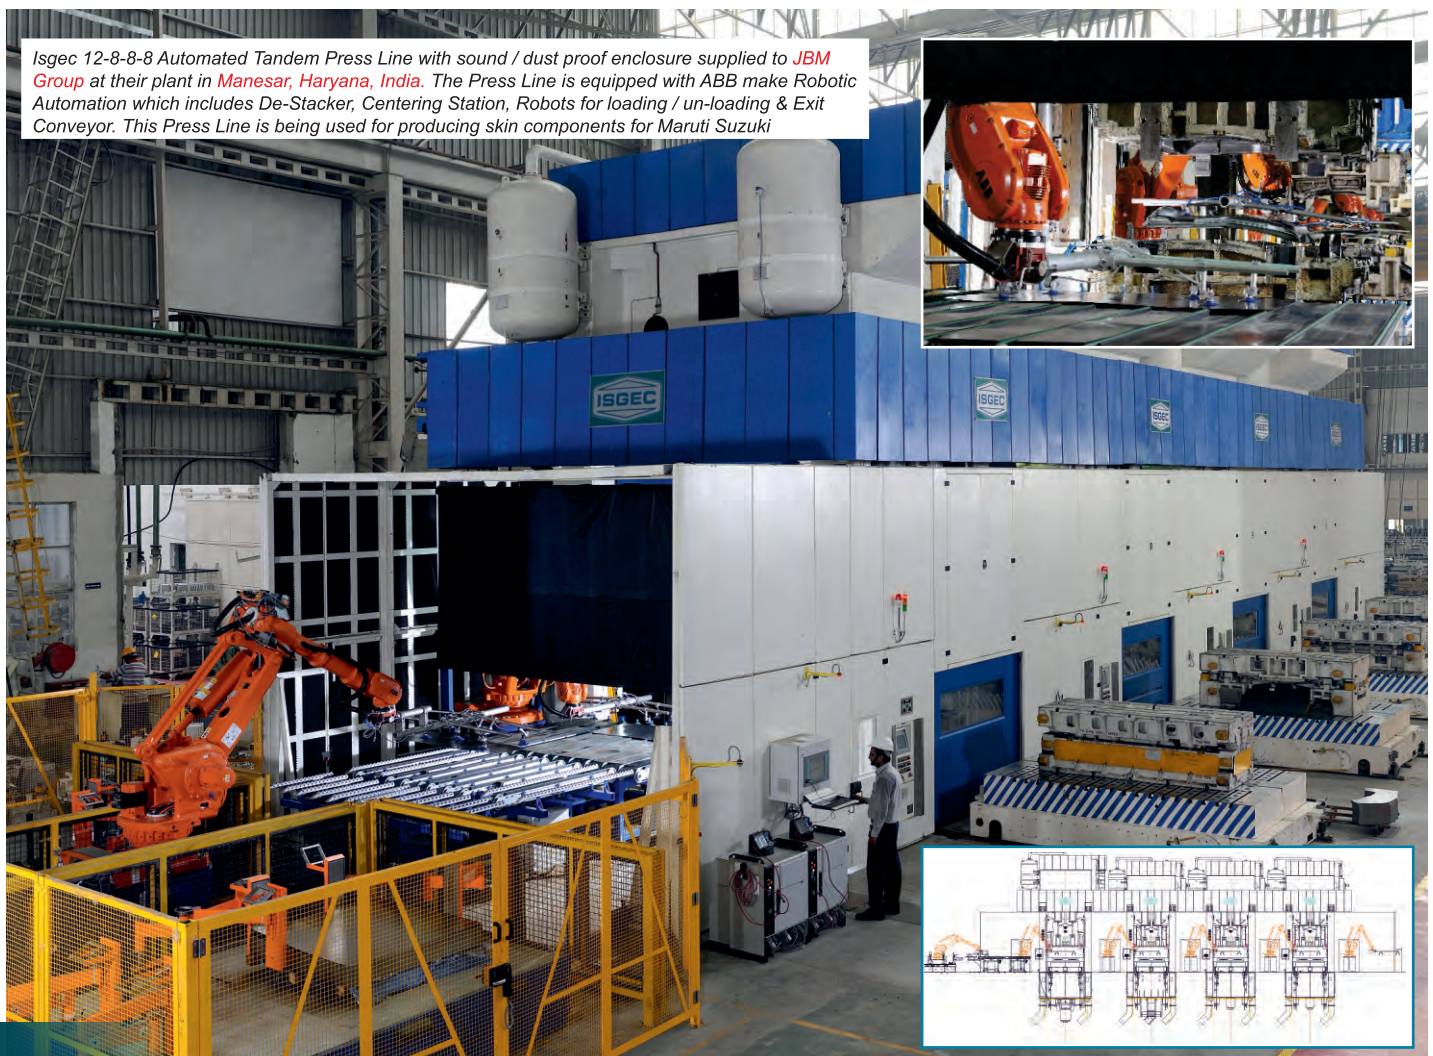 Isgec 12-8-8-8 Automated Tandem Press Line with sound / dust proof enclosure supplied to JBM
Group at their plant in Manesar, Haryana, India. The Press Line is equipped with ABB make Robotic
Automation which includes De-Stacker, Centering Station, Robots for loading / un-loading & Exit
Conveyor. This Press Line is being used for producing skin components for Maruti Suzuki
ABB
ISGEC
ISGEC
ISGEC
ISGEC
ISGEC